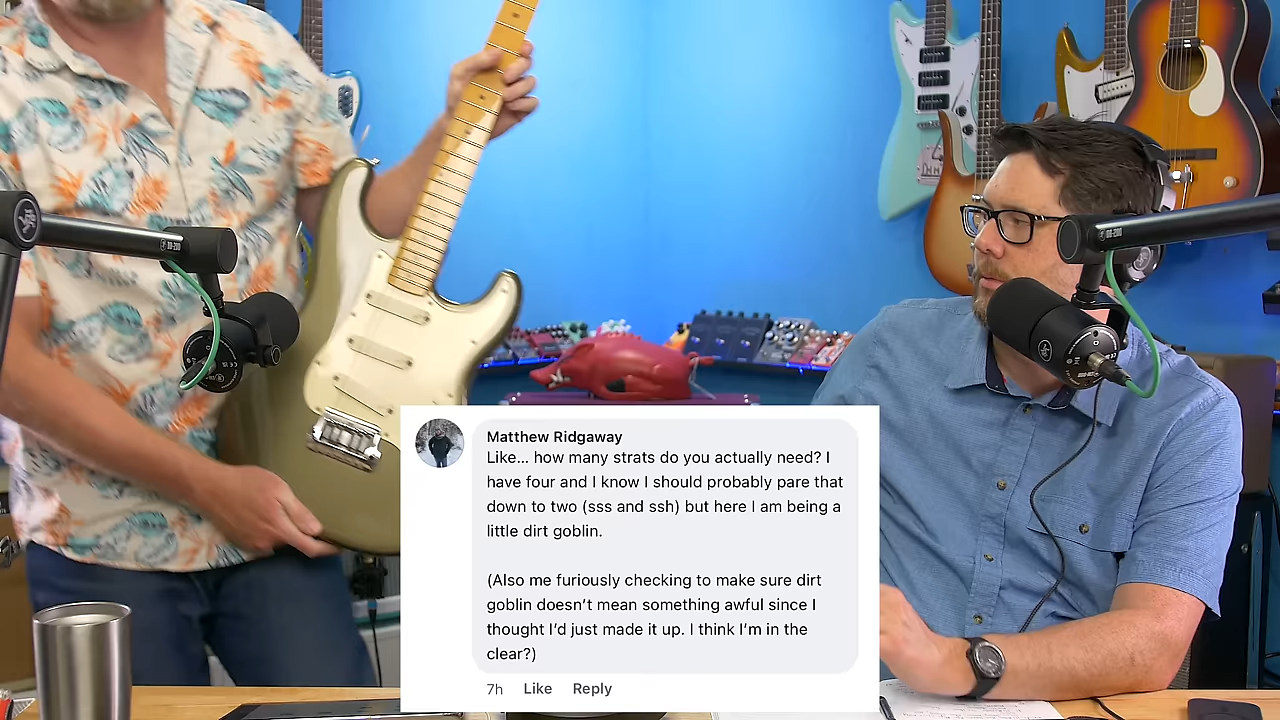 Matthew Ridgaway
Like... how many strats do you actually need? I
have four and I know I should probably pare that
down to two (sss and ssh) but here I am being a
little dirt goblin.
(Also me furiously checking to make sure dirt
goblin doesn't mean something awful since I
thought I'd just made it up. I think I'm in the
clear?)
7h Like Reply